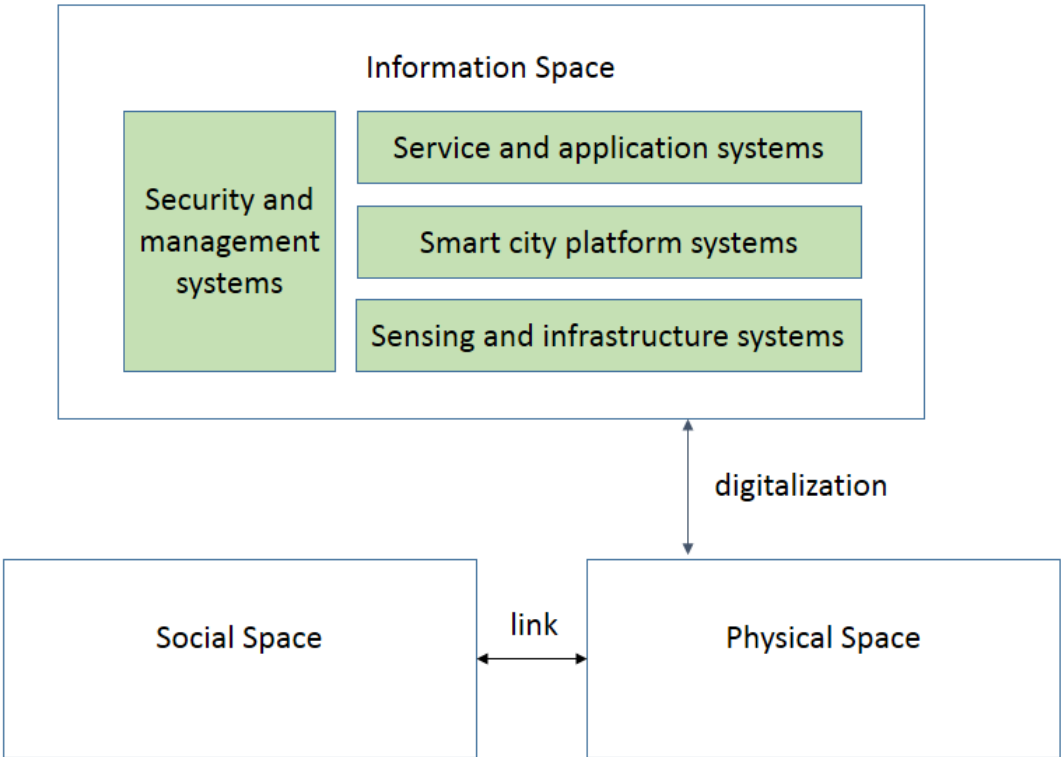 Information Space
Security and
management
systems
Service and application systems
Smart city platform systems
Sensing and infrastructure systems
digitalization
Social Space
link
Physical Space